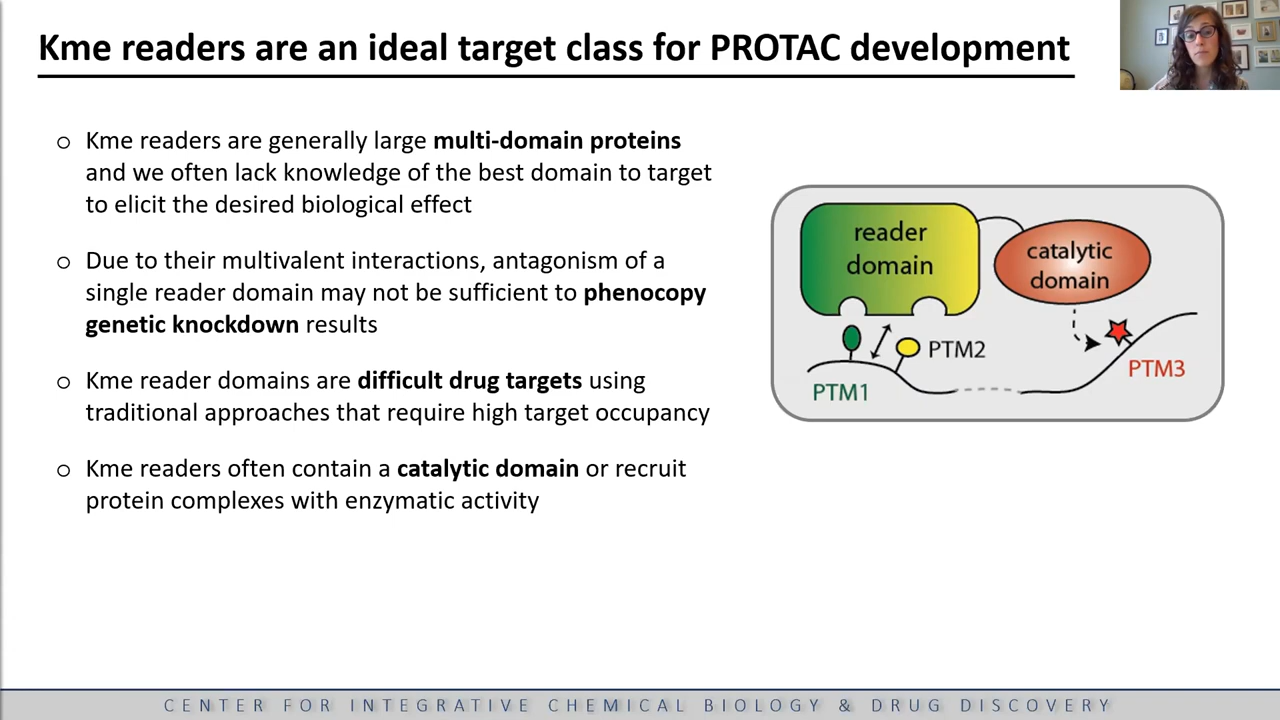 Kme readers are an ideal target class for PROTAC development
○ Kme readers are generally large multi-domain proteins
and we often lack knowledge of the best domain to target
to elicit the desired biological effect
○ Due to their multivalent interactions, antagonism of a
single reader domain may not be sufficient to phenocopy
genetic knockdown results
○ Kme reader domains are difficult drug targets using
traditional approaches that require high target occupancy
○ Kme readers often contain a catalytic domain or recruit
protein complexes with enzymatic activity
reader
domain
catalytic
domain
PTM1
PTM2
PTM3
CENTER FOR INTEGRATIVE CHEMICAL BIOLOGY & DRUG DISCOVERY